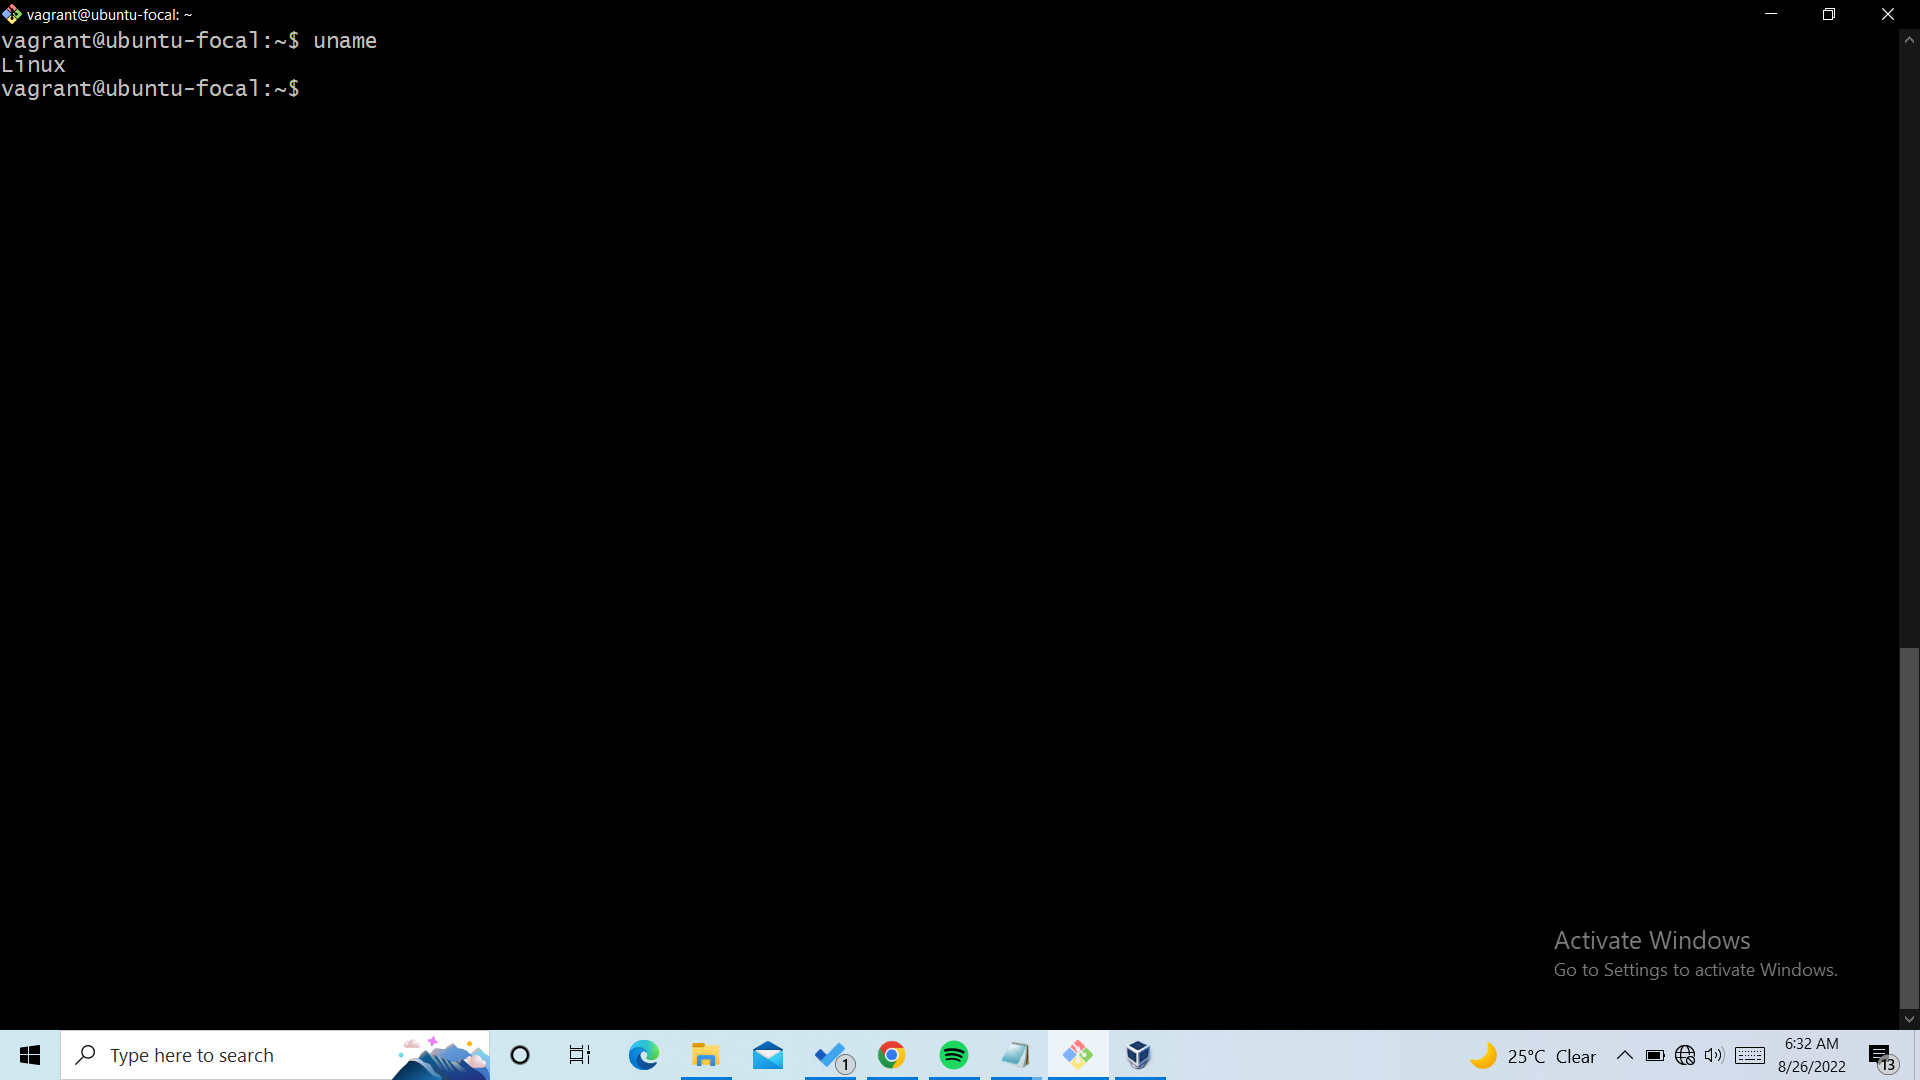 vagrant@ubuntu-focal: ~
vagrant@ubuntu-focal:~$ uname
Linux
vagrant@ubuntu-focal:~$
Activate Windows
Go to Settings to activate Windows.
Type here to search
1
25°C Clear
6:32 AM
8/26/2022
13